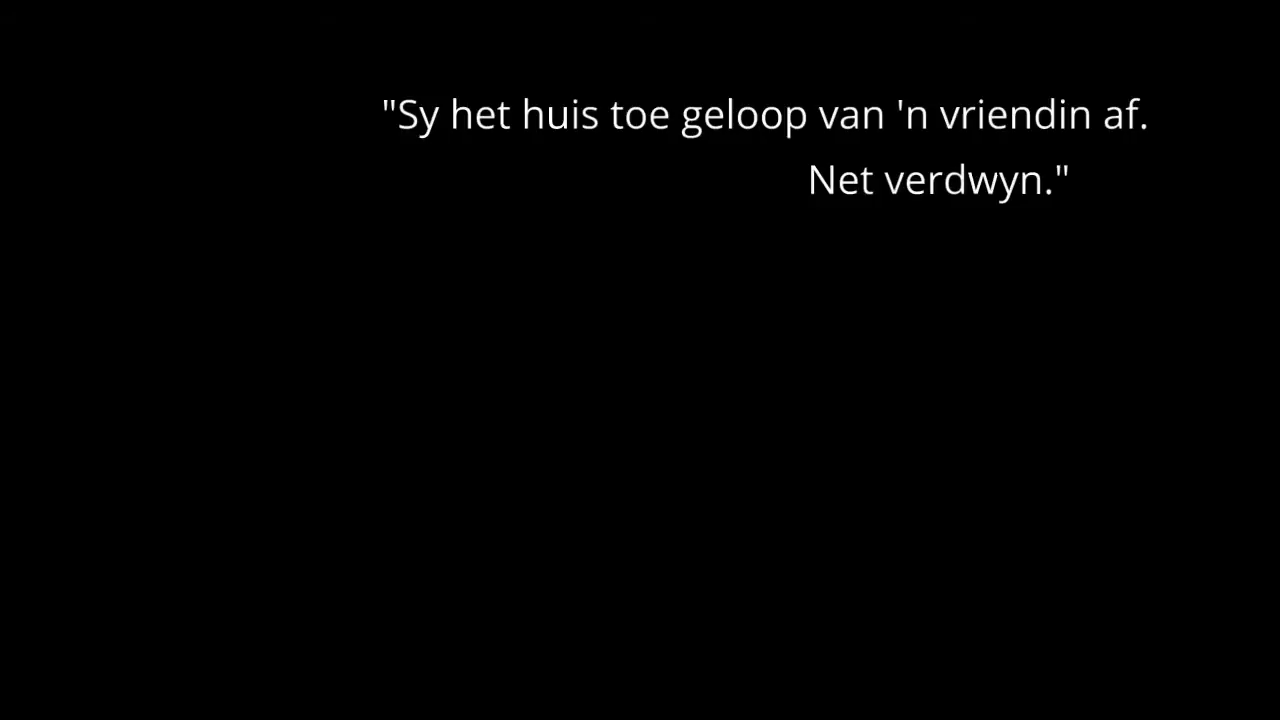 "Sy het huis toe geloop van 'n vriendin af.
Net verdwyn."